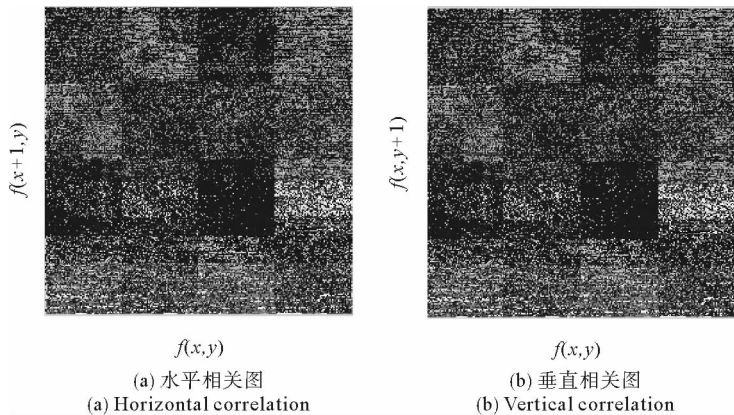 f(x+1,y)
f(x,y+1)
f(x,y)
f(x,y)
(a) 水平相关图
(b) 垂直相关图
(a) Horizontal correlation
(b) Vertical correlation